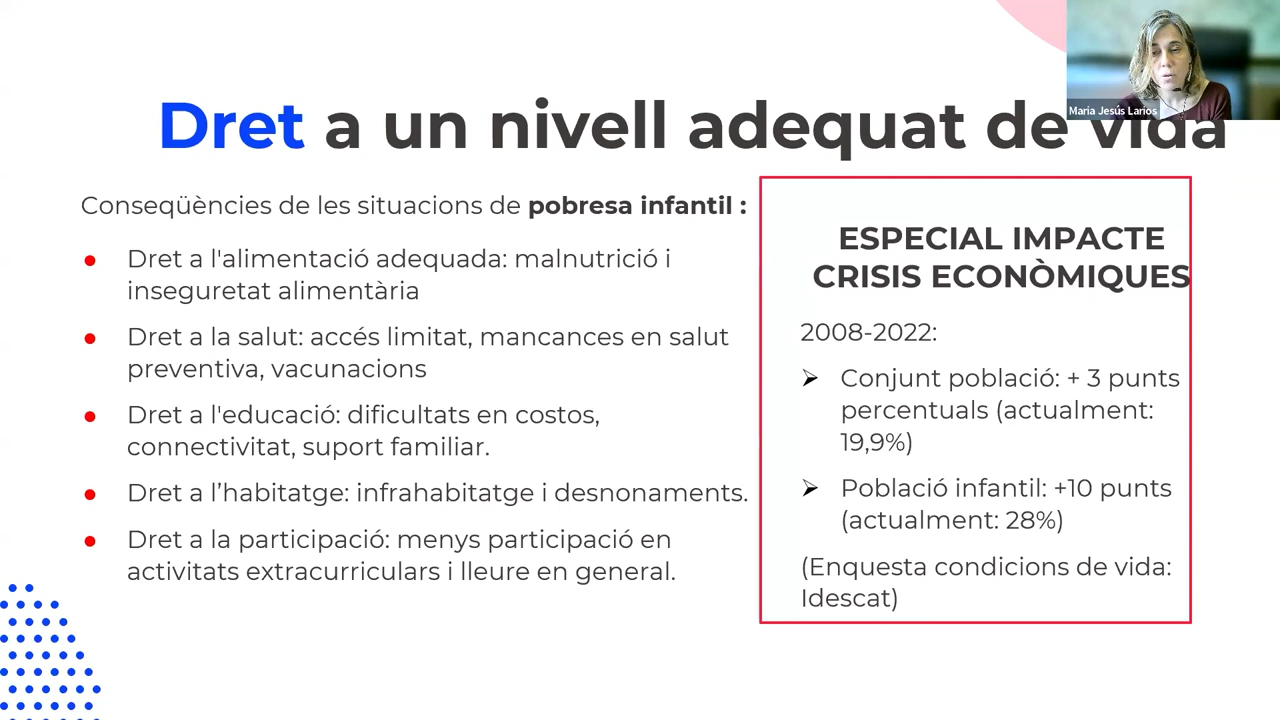 Maria Jesús Larios
Dret a un nivell adequat de vida
Conseqüències de les situacions de pobresa infantil :
● Dret a l'alimentació adequada: malnutrició i
inseguretat alimentària
● Dret a la salut: accés limitat, mancances en salut
preventiva, vacunacions
● Dret a l'educació: dificultats en costos,
connectivitat, suport familiar.
● Dret a l’habitatge: infrahabitatge i desnonaments.
● Dret a la participació: menys participació en
activitats extracurriculars i lleure en general.
ESPECIAL IMPACTE
CRISIS ECONÒMIQUES
2008-2022:
➢ Conjunt població: + 3 punts
percentuals (actualment:
19,9%)
➢ Població infantil: +10 punts
(actualment: 28%)
(Enquesta condicions de vida:
Idescat)